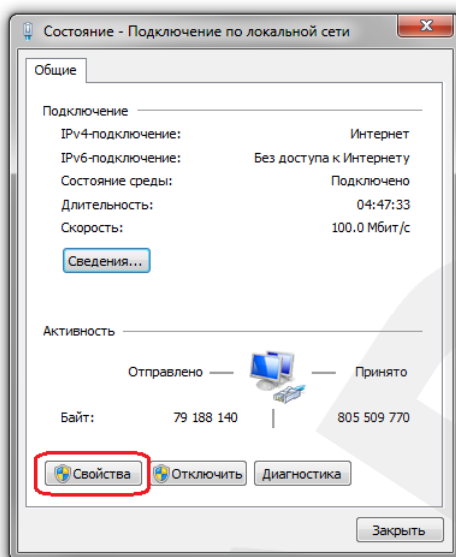 Состояние - Подключение по локальной сети
Общие
Подключение
IPv4-подключение: Интернет
IPv6-подключение: Без доступа к Интернету
Состояние среды: Подключено
Длительность: 04:47:33
Скорость: 100.0 Мбит/с
Сведения...
Активность
Отправлено — Принято
Байт: 79 188 140 805 509 770
Свойства Отключить Диагностика
Закрыть